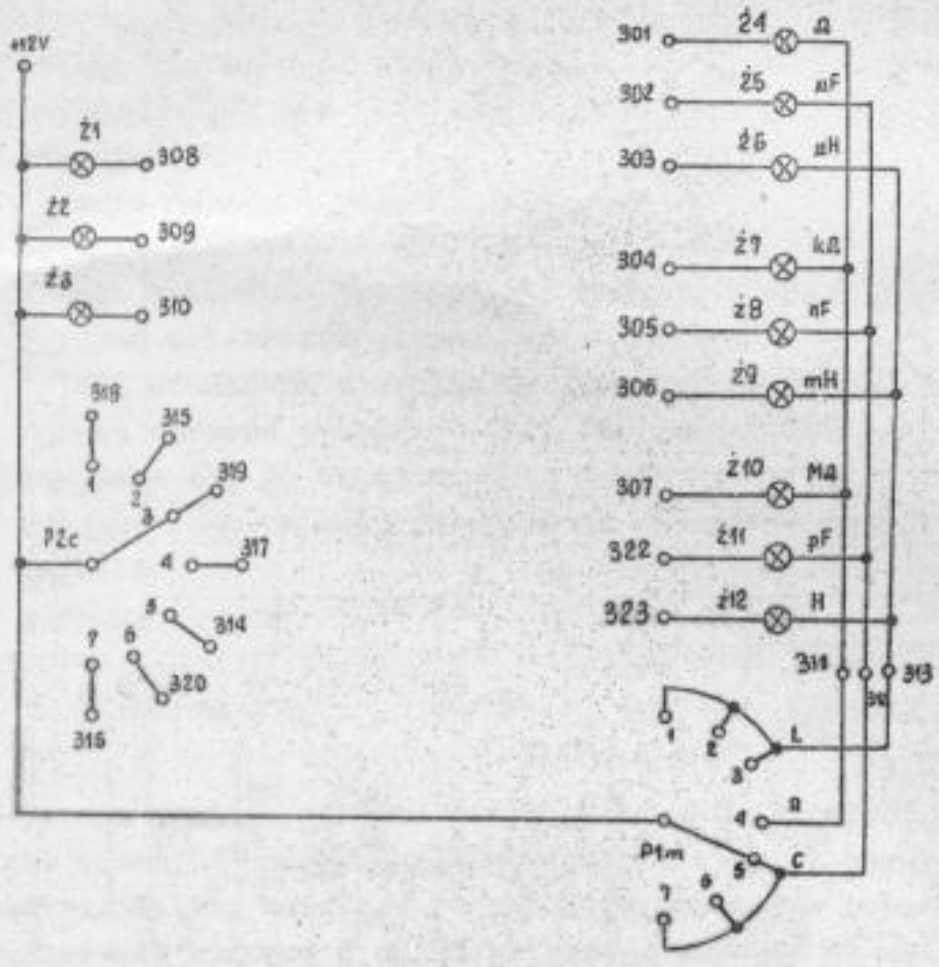 +12V
ż1
308
ż2
309
ż3
310
318
1
315
2
319
3
P2c
4
317
5
314
6
320
7
316
301
ż4
Ω
302
ż5
μF
303
ż6
μH
304
ż7
kΩ
305
ż8
nF
306
ż9
mH
307
ż10
MΩ
322
ż11
pF
323
ż12
H
311
312
313
1
2
L
3
4
Ω
P1m
5
C
6
7